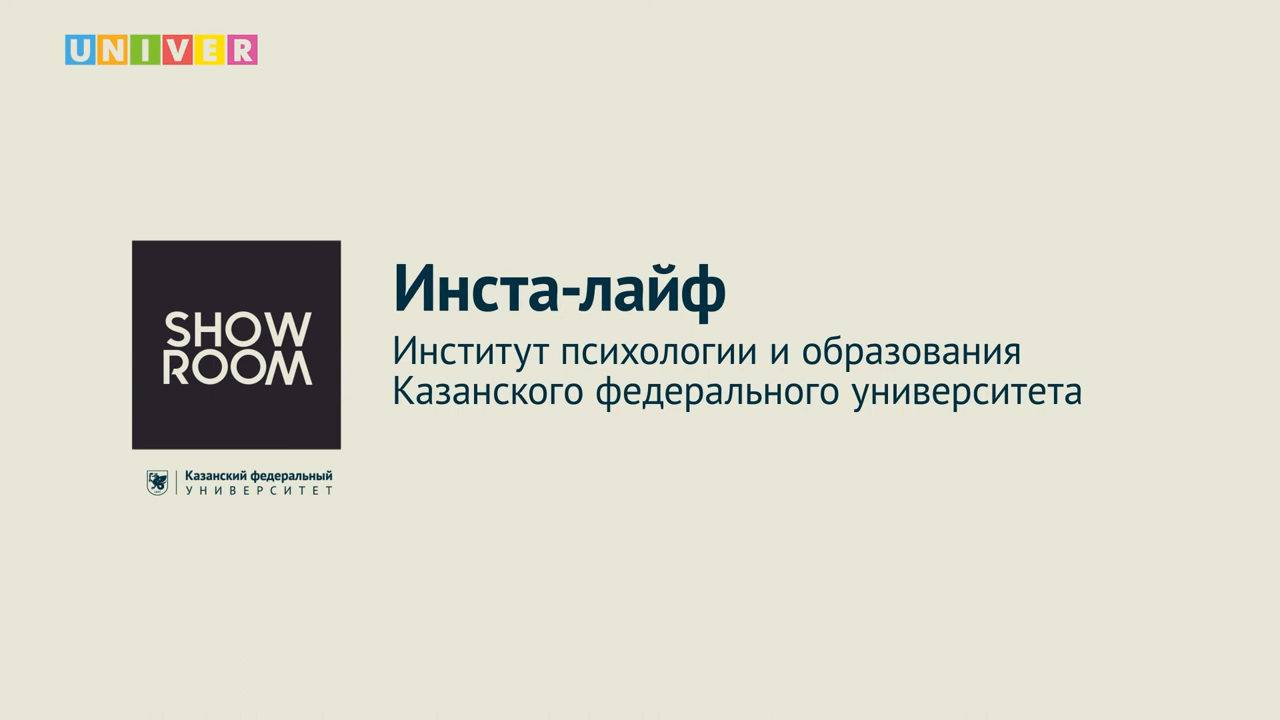 UNIVER
SHOW
ROOM
Инста-лайф
Институт психологии и образования
Казанского федерального университета
Казанский федеральный
УНИВЕРСИТЕТ